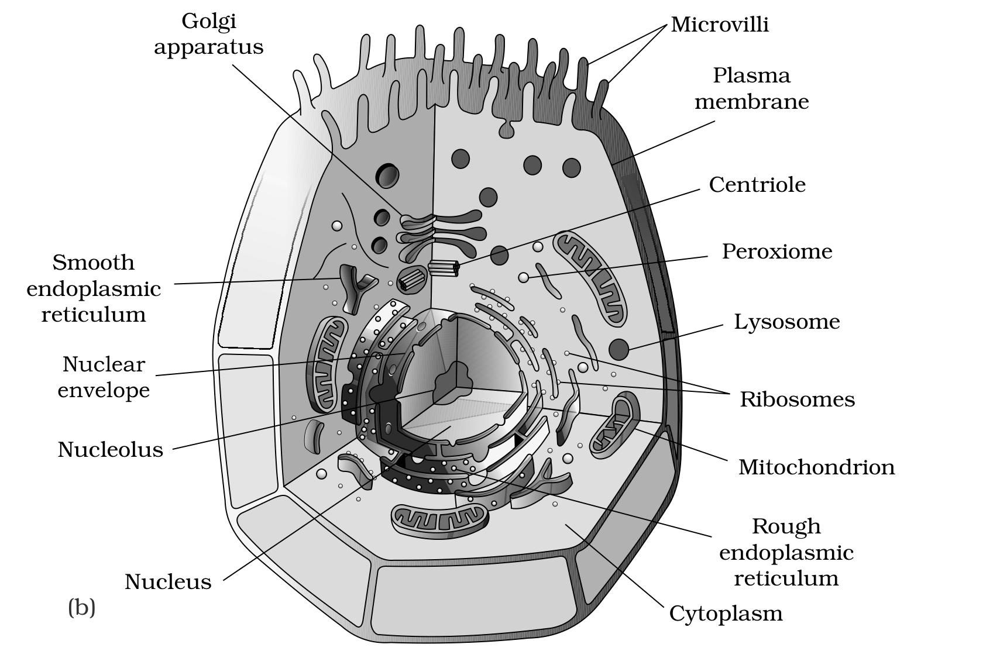 Golgi
apparatus
Microvilli
Plasma
membrane
Centriole
Peroxiome
Smooth
endoplasmic
reticulum
Lysosome
Nuclear
envelope
Ribosomes
Nucleolus
Mitochondrion
Rough
endoplasmic
reticulum
Nucleus
(b)
Cytoplasm